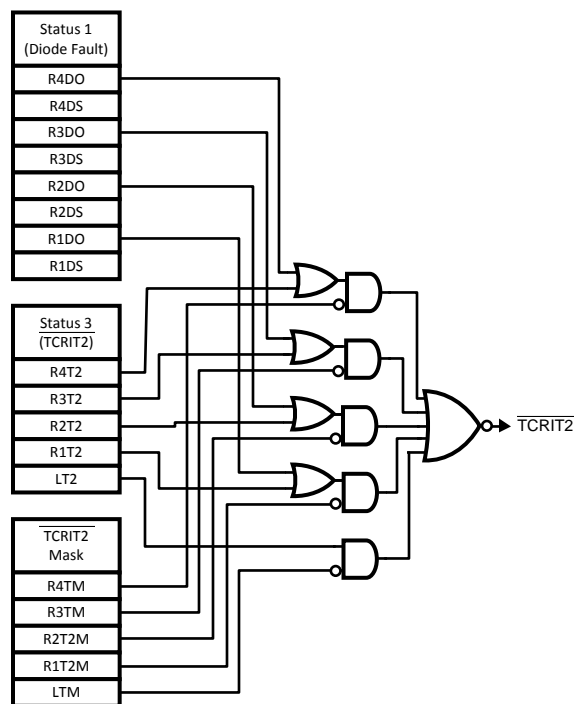 Status 1
(Diode Fault)
R4DO
R4DS
R3DO
R3DS
R2DO
R2DS
R1DO
R1DS
Status 3
(TCRIT2)
R4T2
R3T2
R2T2
R1T2
LT2
TCRIT2
Mask
R4TM
R3TM
R2T2M
R1T2M
LTM
TCRIT2